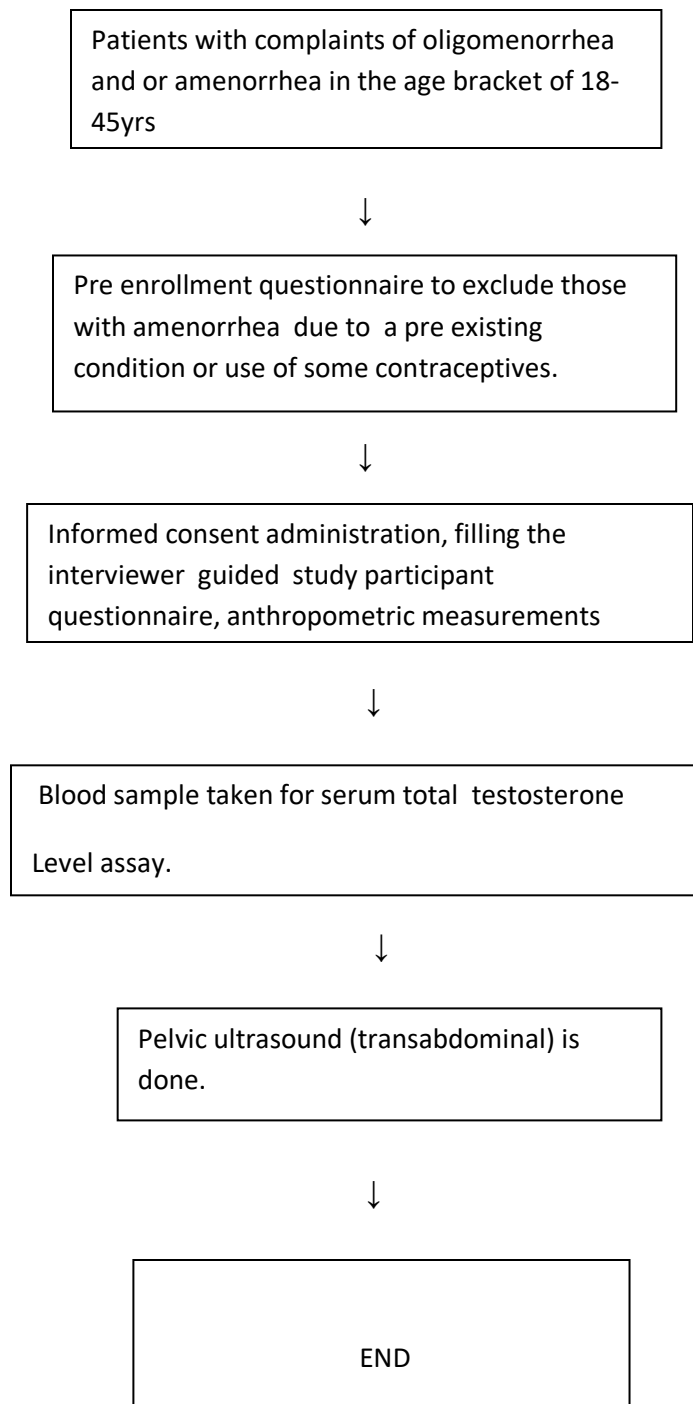 Patients with complaints of oligomenorrhea
and or amenorrhea in the age bracket of 18-
45yrs
↓
Pre enrollment questionnaire to exclude those
with amenorrhea  due to  a pre existing
condition or use of some contraceptives.
↓
Informed consent administration, filling the
interviewer  guided  study participant
questionnaire, anthropometric measurements
↓
Blood sample taken for serum total  testosterone
Level assay.
↓
Pelvic ultrasound (transabdominal) is
done.
↓
END